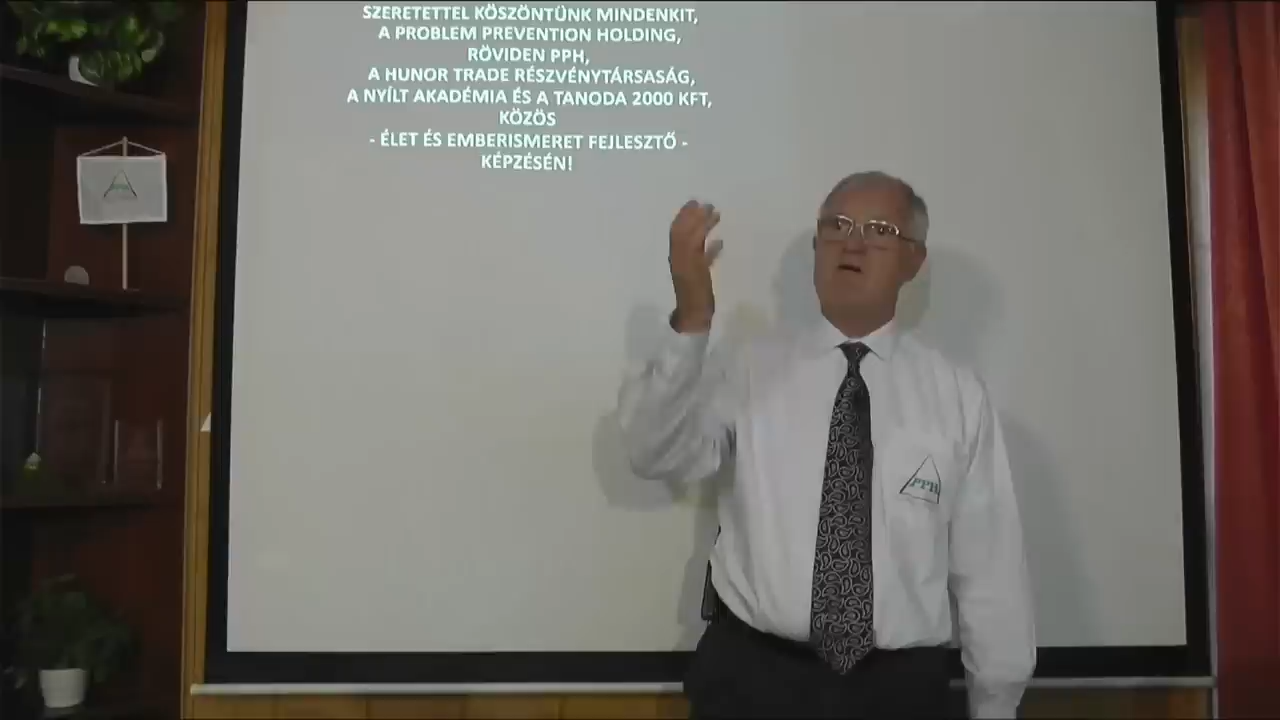 SZERETETTEL KÖSZÖNTÜNK MINDENKIT,
A PROBLEM PREVENTION HOLDING,
RÖVIDEN PPH,
A HUNOR TRADE RÉSZVÉNYTÁRSASÁG,
A NYÍLT AKADÉMIA ÉS A TANODA 2000 KFT,
KÖZÖS
- ÉLET ÉS EMBERISMERET FEJLESZTŐ -
KÉPZÉSÉN!
PPH